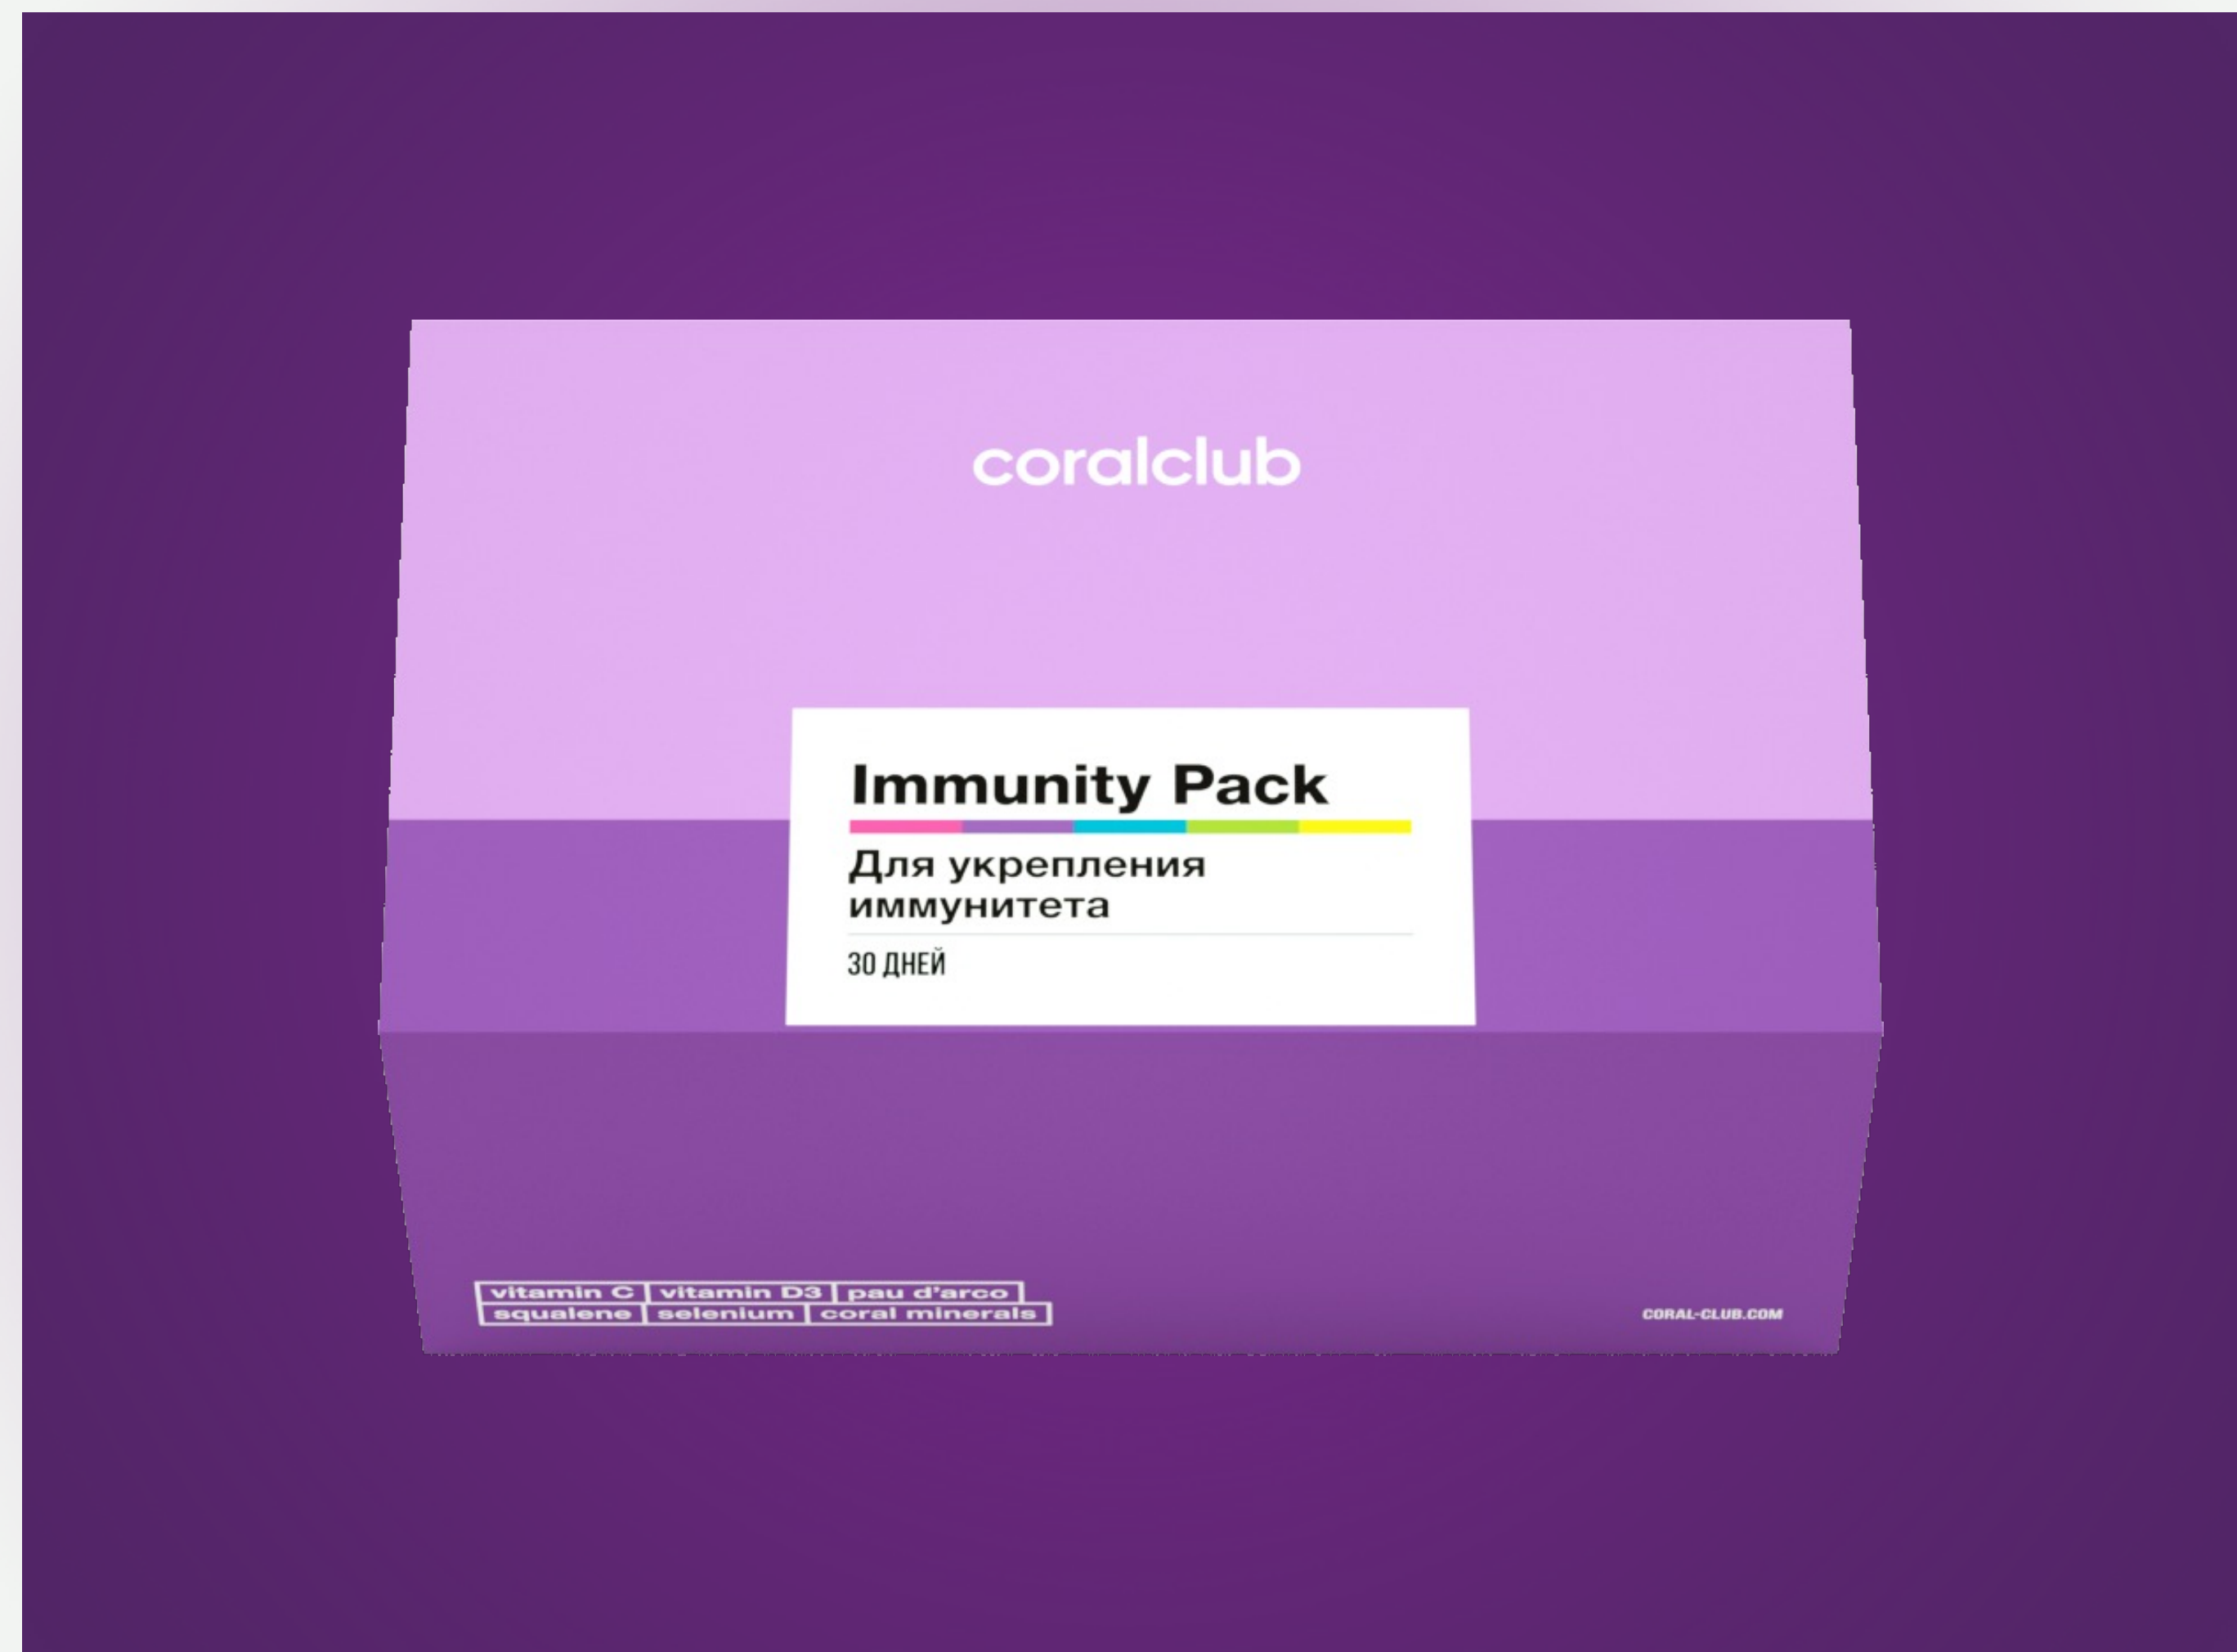 coralclub
Immunity Pack
Для укрепления
иммунитета
30 ДНЕЙ
vitamin C vitamin D3 pau d'arco
squalene selenium coral minerals
CORAL-CLUB.COM